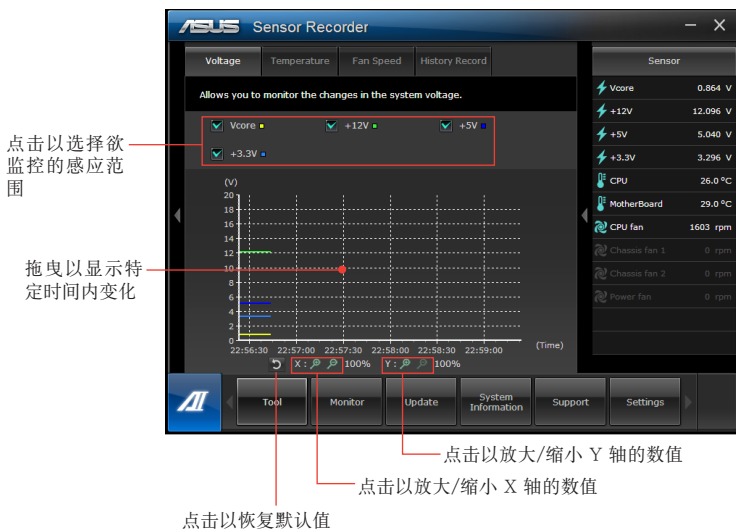 ASUS Sensor Recorder
Voltage Temperature Fan Speed History Record
Allows you to monitor the changes in the system voltage.
Vcore +12V +5V
+3.3V
点击以选择欲
监控的感应范
围
拖曳以显示特
定时间内变化
(V)
20
18
16
14
12
10
8
6
4
2
0
22:56:30 22:57:00 22:57:30 22:58:00 22:58:30 22:59:00 (Time)
X: 100% Y: 100%
Sensor
Vcore 0.864 V
+12V 12.096 V
+5V 5.040 V
+3.3V 3.296 V
CPU 26.0 ºC
MotherBoard 29.0 ºC
CPU fan 1603 rpm
Chassis fan 1 0 rpm
Chassis fan 2 0 rpm
Power fan 0 rpm
Tool Monitor Update System Information Support Settings
点击以放大/缩小 Y 轴的数值
点击以放大/缩小 X 轴的数值
点击以恢复默认值